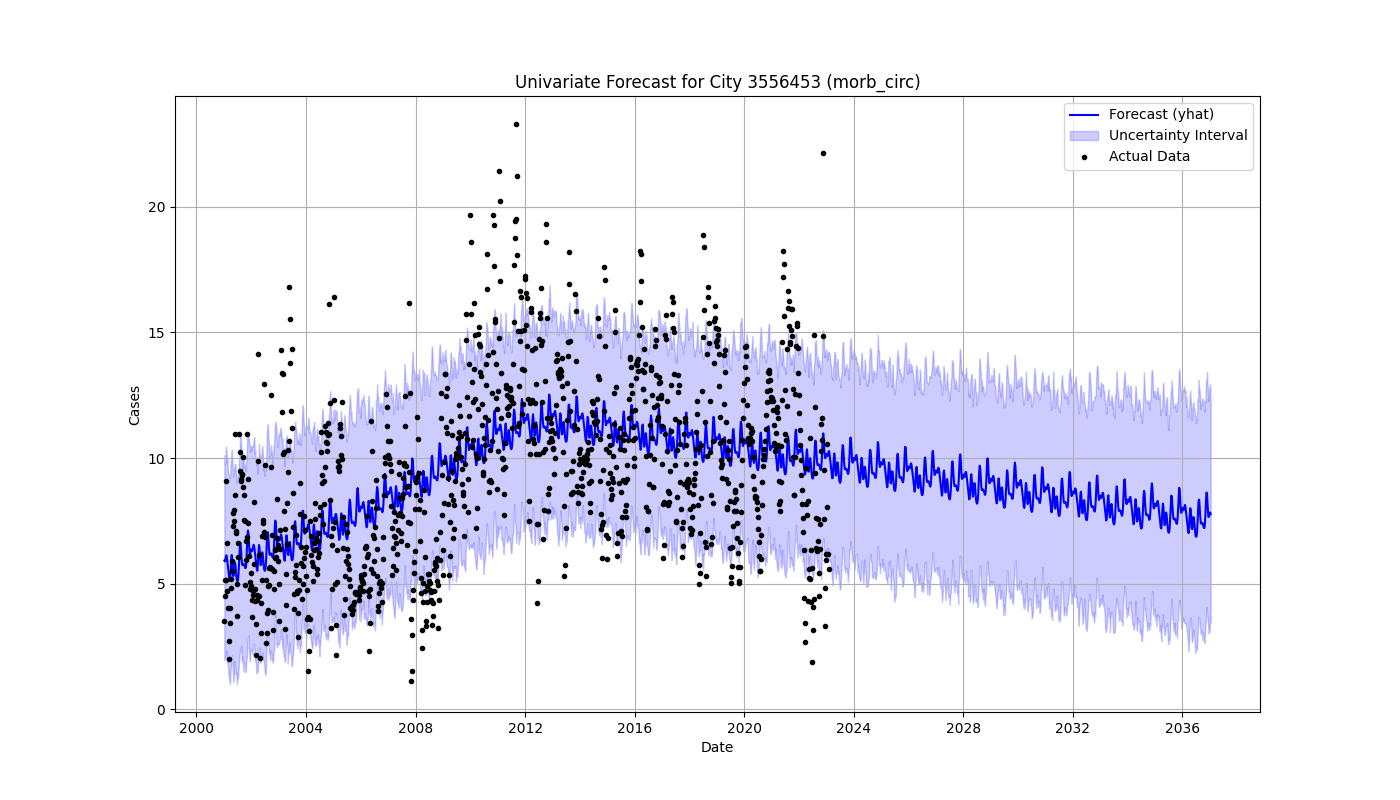 Univariate Forecast for City 3556453 (morb_circ)
Forecast (yhat)
Uncertainty Interval
Actual Data
20
15
10
5
0
Cases
2000 2004 2008 2012 2016 2020 2024 2028 2032 2036
Date